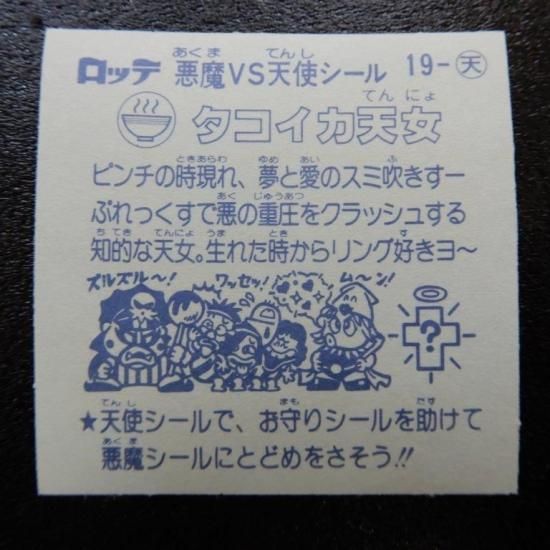 ロッテ 悪魔VS天使シール 19-天
タコイカ天女
ピンチの時現れ、夢と愛のスミ吹きすー
ぷれっくすで悪の重圧をクラッシュする
知的な天女。生れた時からリング好きヨ〜
ズルズル〜! ワッセッ! ム〜ン!
?
★天使シールで、お守りシールを助けて
悪魔シールにとどめをさそう!!